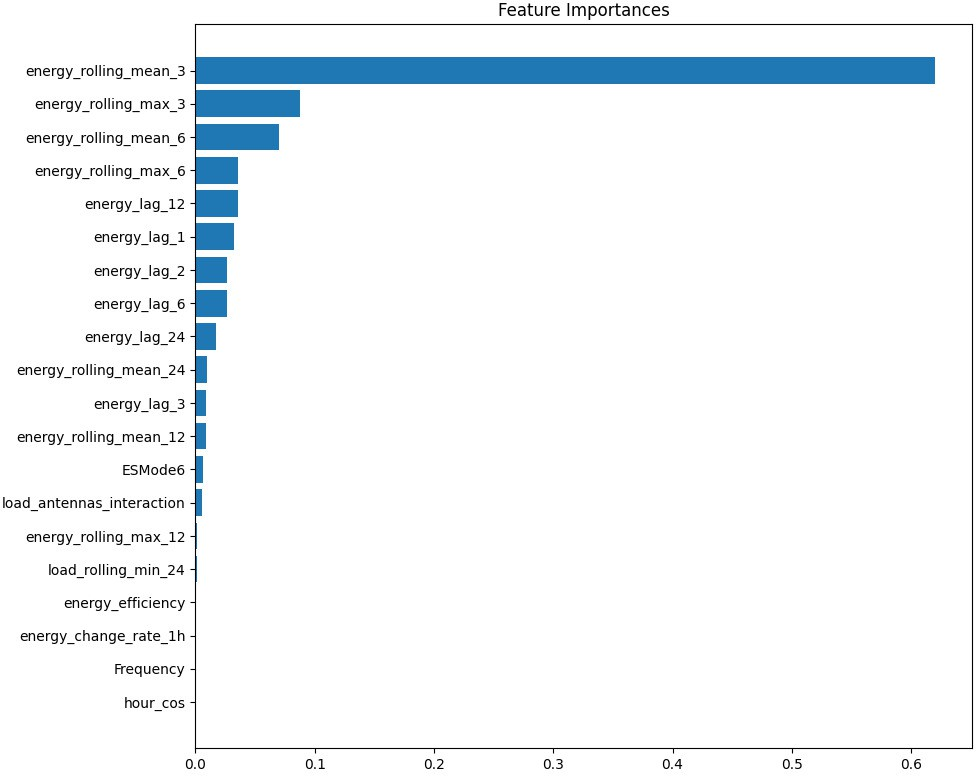 Feature Importances
energy_rolling_mean_3
energy_rolling_max_3
energy_rolling_mean_6
energy_rolling_max_6
energy_lag_12
energy_lag_1
energy_lag_2
energy_lag_6
energy_lag_24
energy_rolling_mean_24
energy_lag_3
energy_rolling_mean_12
ESMode6
load_antennas_interaction
energy_rolling_max_12
load_rolling_min_24
energy_efficiency
energy_change_rate_1h
Frequency
hour_cos
0.0 0.1 0.2 0.3 0.4 0.5 0.6